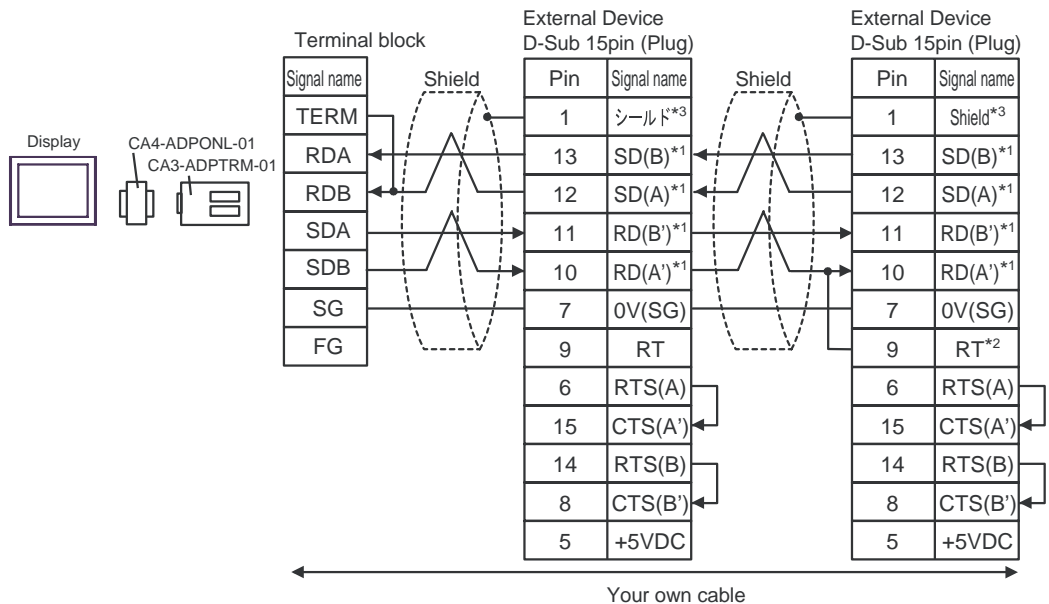 Display
CA4-ADPONL-01
CA3-ADPTRM-01
Terminal block
Signal name
TERM
RDA
RDB
SDA
SDB
SG
FG
Shield
External Device
D-Sub 15pin (Plug)
Pin Signal name
1 シールド*3
13 SD(B)*1
12 SD(A)*1
11 RD(B’)*1
10 RD(A’)*1
7 0V(SG)
9 RT
6 RTS(A)
15 CTS(A’)
14 RTS(B)
8 CTS(B’)
5 +5VDC
Shield
External Device
D-Sub 15pin (Plug)
Pin Signal name
1 Shield*3
13 SD(B)*1
12 SD(A)*1
11 RD(B’)*1
10 RD(A’)*1
7 0V(SG)
9 RT*2
6 RTS(A)
15 CTS(A’)
14 RTS(B)
8 CTS(B’)
5 +5VDC
Your own cable